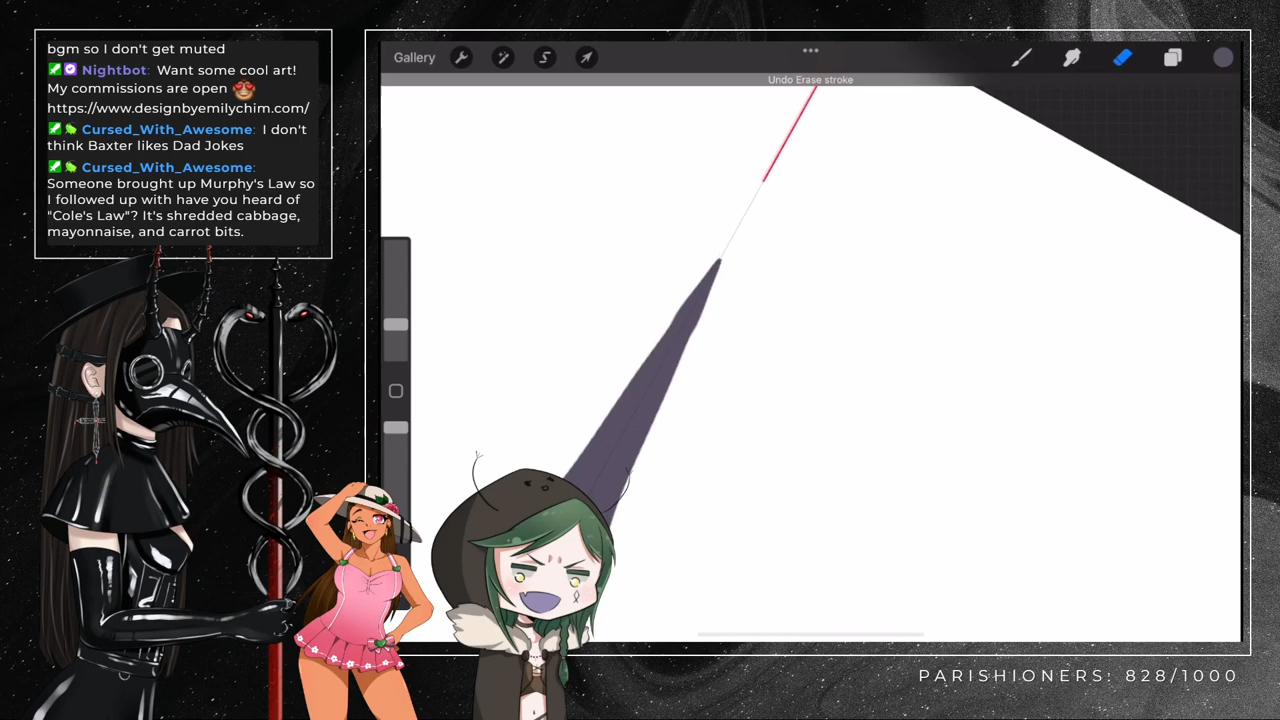 bgm so I don't get muted
Nightbot: Want some cool art!
My commissions are open
https://www.designbyemilychim.com/
Cursed_With_Awesome: I don't
think Baxter likes Dad Jokes
Cursed_With_Awesome:
Someone brought up Murphy's Law so
I followed up with have you heard of
"Cole's Law"? It's shredded cabbage,
mayonnaise, and carrot bits.
Gallery
Undo Erase stroke
PARISHIONERS: 828/1000